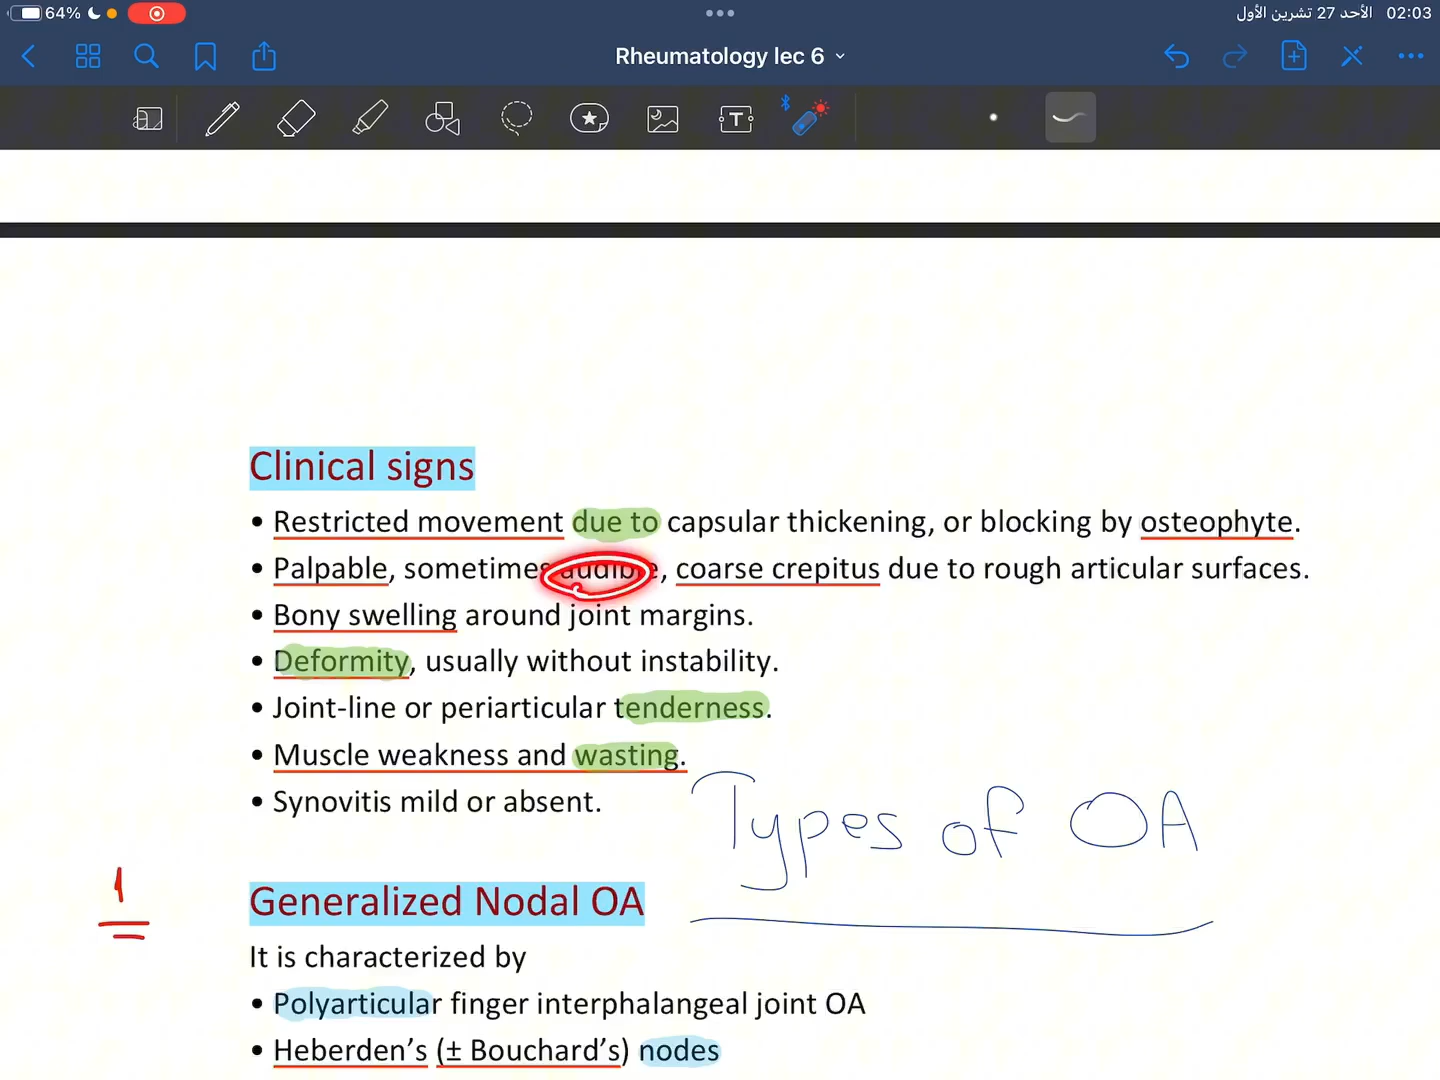 64%
الأحد 27 تشرين الأول 02:03
Rheumatology lec 6
T
Clinical signs
• Restricted movement due to capsular thickening, or blocking by osteophyte.
• Palpable, sometimes audible, coarse crepitus due to rough articular surfaces.
• Bony swelling around joint margins.
• Deformity, usually without instability.
• Joint-line or periarticular tenderness.
• Muscle weakness and wasting.
• Synovitis mild or absent.
Types of OA
1
Generalized Nodal OA
It is characterized by
• Polyarticular finger interphalangeal joint OA
• Heberden’s (± Bouchard’s) nodes